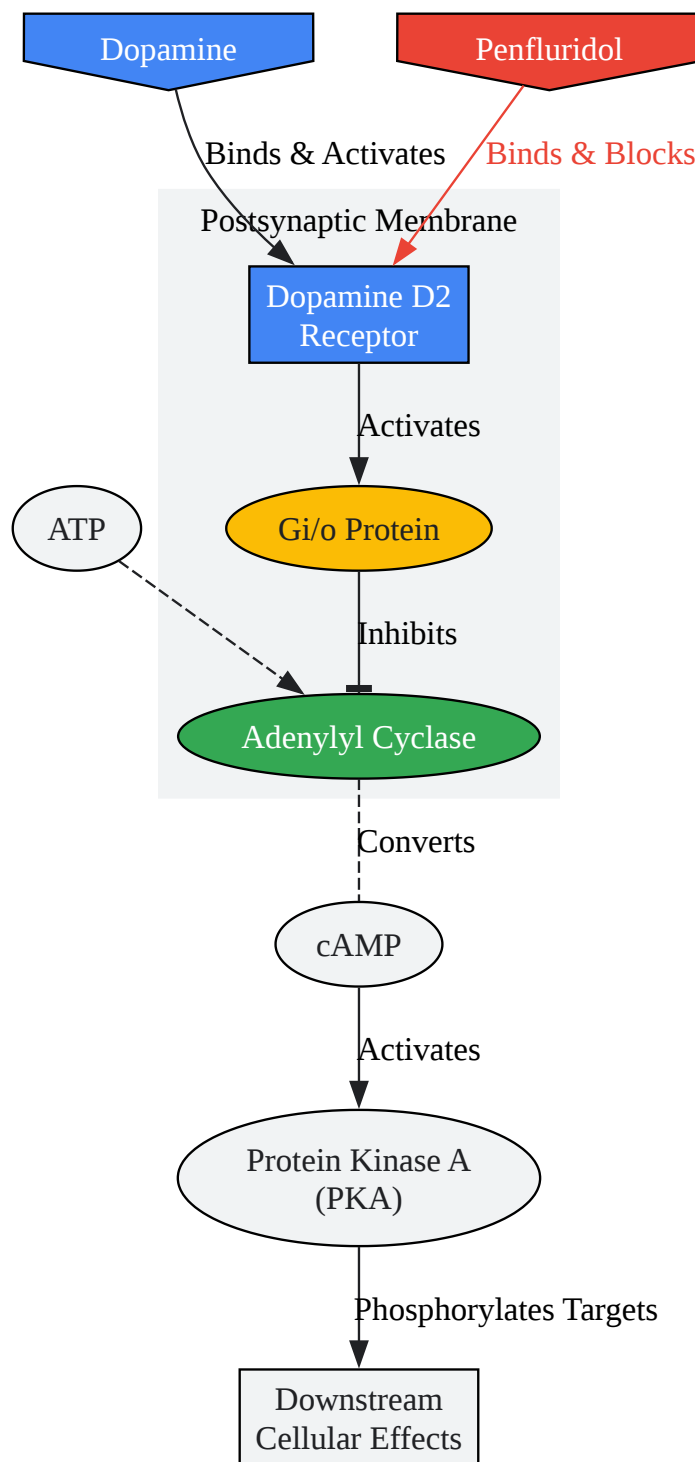 Dopamine
Penfluridol
Binds & Activates
Binds & Blocks
Postsynaptic Membrane
Dopamine D2
Receptor
Activates
ATP
Gi/o Protein
Inhibits
Adenylyl Cyclase
Converts
cAMP
Activates
Protein Kinase A
(PKA)
Phosphorylates Targets
Downstream
Cellular Effects